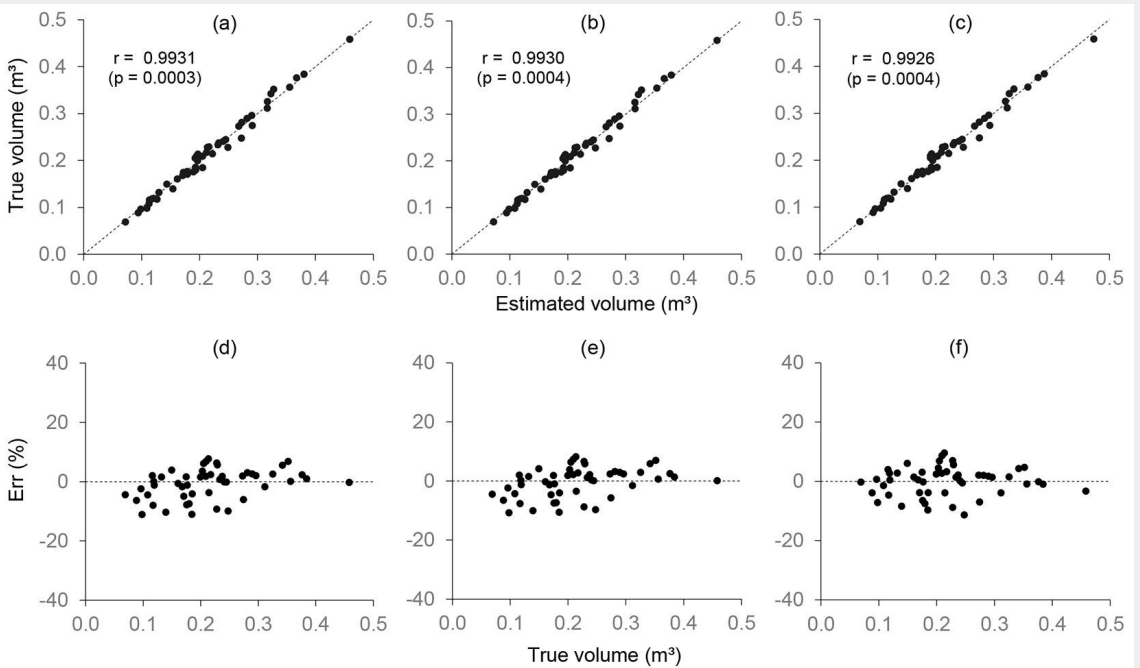 (a)
(b)
(c)
r = 0.9931
(p = 0.0003)
r = 0.9930
(p = 0.0004)
r = 0.9926
(p = 0.0004)
True volume (m³)
0.5
0.4
0.3
0.2
0.1
0.0
0.5
0.4
0.3
0.2
0.1
0.0
0.5
0.4
0.3
0.2
0.1
0.0
0.0 0.1 0.2 0.3 0.4 0.5
0.0 0.1 0.2 0.3 0.4 0.5
0.0 0.1 0.2 0.3 0.4 0.5
Estimated volume (m³)
(d)
(e)
(f)
Err (%)
40
20
0
-20
-40
40
20
0
-20
-40
40
20
0
-20
-40
0.0 0.1 0.2 0.3 0.4 0.5
0.0 0.1 0.2 0.3 0.4 0.5
0.0 0.1 0.2 0.3 0.4 0.5
True volume (m³)